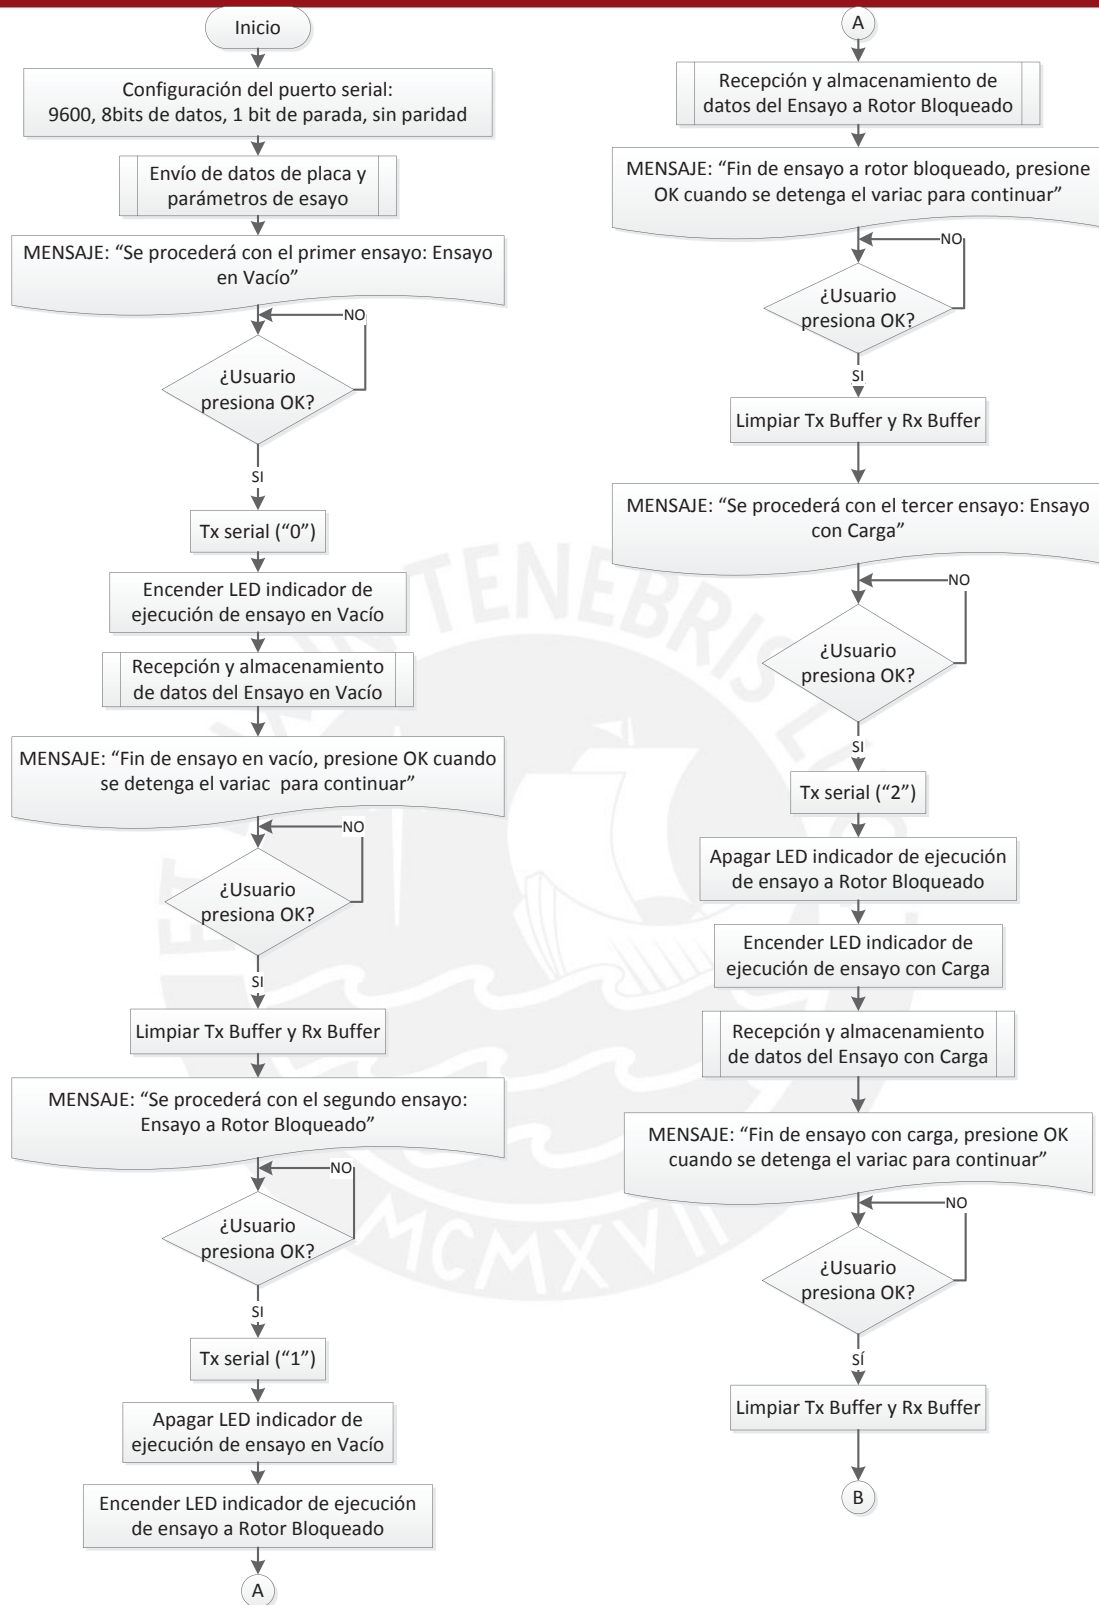 Inicio
Configuración del puerto serial:
9600, 8bits de datos, 1 bit de parada, sin paridad
Envío de datos de placa y
parámetros de esayo
MENSAJE: “Se procederá con el primer ensayo: Ensayo
en Vacío”
NO
¿Usuario
presiona OK?
SI
Tx serial (“0”)
Encender LED indicador de
ejecución de ensayo en Vacío
Recepción y almacenamiento
de datos del Ensayo en Vacío
MENSAJE: “Fin de ensayo en vacío, presione OK cuando
se detenga el variac para continuar”
NO
¿Usuario
presiona OK?
SI
Limpiar Tx Buffer y Rx Buffer
MENSAJE: “Se procederá con el segundo ensayo:
Ensayo a Rotor Bloqueado”
NO
¿Usuario
presiona OK?
SI
Tx serial (“1”)
Apagar LED indicador de
ejecución de ensayo en Vacío
Encender LED indicador de ejecución
de ensayo a Rotor Bloqueado
A
A
Recepción y almacenamiento de
datos del Ensayo a Rotor Bloqueado
MENSAJE: “Fin de ensayo a rotor bloqueado, presione
OK cuando se detenga el variac para continuar”
NO
¿Usuario
presiona OK?
SI
Limpiar Tx Buffer y Rx Buffer
MENSAJE: “Se procederá con el tercer ensayo: Ensayo
con Carga”
NO
¿Usuario
presiona OK?
SI
Tx serial (“2”)
Apagar LED indicador de ejecución
de ensayo a Rotor Bloqueado
Encender LED indicador de
ejecución de ensayo con Carga
Recepción y almacenamiento
de datos del Ensayo con Carga
MENSAJE: “Fin de ensayo con carga, presione OK
cuando se detenga el variac para continuar”
NO
¿Usuario
presiona OK?
SÍ
Limpiar Tx Buffer y Rx Buffer
B
ET
IN TENEBRIS
MCMXVII